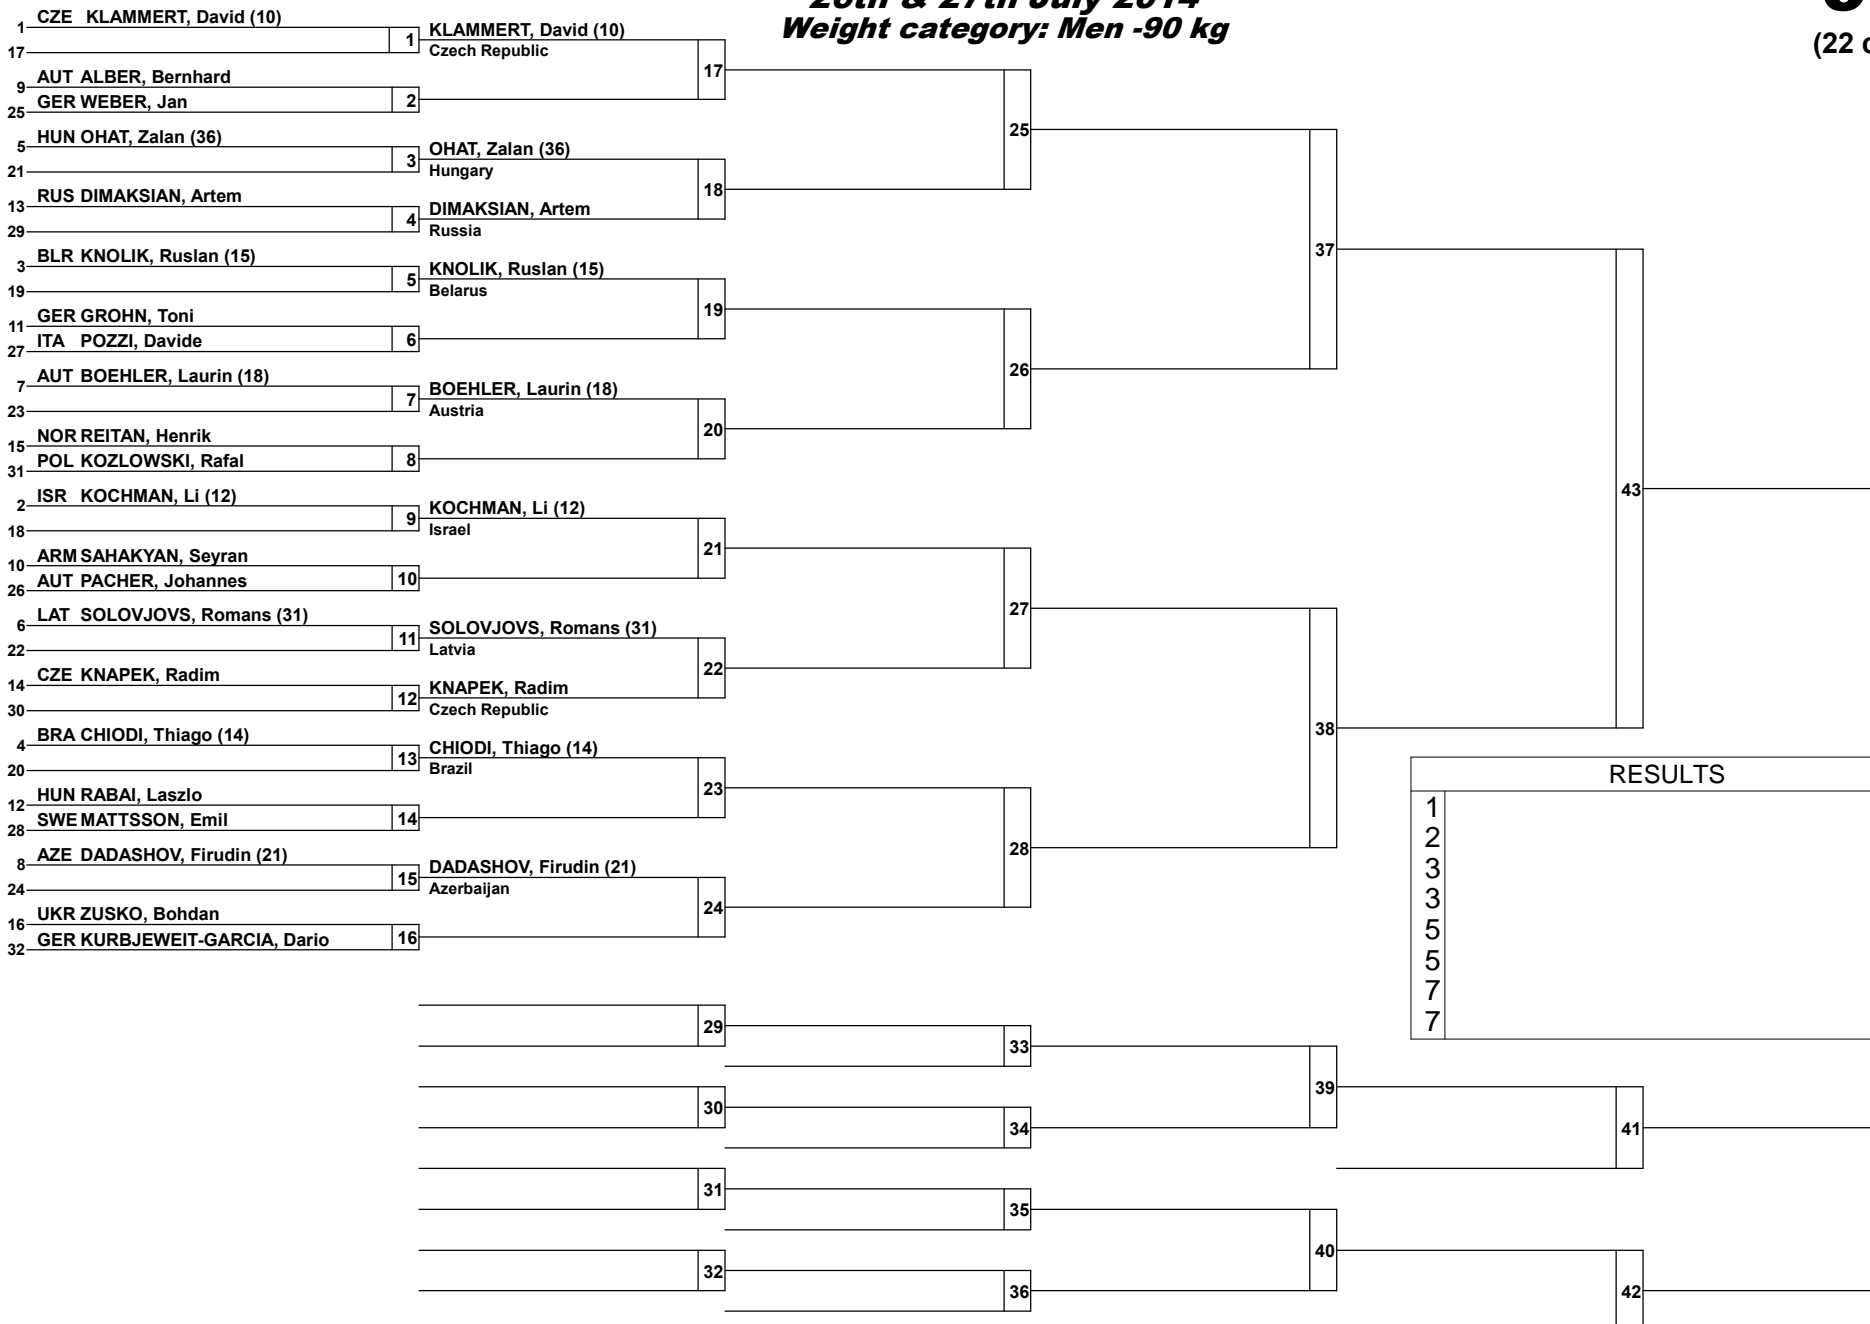 26th & 27th July 2014
Weight category: Men -90 kg
(22 c
1 CZE KLAMMERT, David (10)
17
1 KLAMMERT, David (10)
Czech Republic
9 AUT ALBER, Bernhard
25 GER WEBER, Jan
2
17
5 HUN OHAT, Zalan (36)
21
3 OHAT, Zalan (36)
Hungary
13 RUS DIMAKSIAN, Artem
29
4 DIMAKSIAN, Artem
Russia
18
25
3 BLR KNOLIK, Ruslan (15)
19
5 KNOLIK, Ruslan (15)
Belarus
11 GER GROHN, Toni
27 ITA POZZI, Davide
6
19
7 AUT BOEHLER, Laurin (18)
23
7 BOEHLER, Laurin (18)
Austria
15 NOR REITAN, Henrik
31 POL KOZLOWSKI, Rafal
8
20
26
37
2 ISR KOCHMAN, Li (12)
18
9 KOCHMAN, Li (12)
Israel
10 ARM SAHAKYAN, Seyran
26 AUT PACHER, Johannes
10
21
6 LAT SOLOVJOVS, Romans (31)
22
11 SOLOVJOVS, Romans (31)
Latvia
14 CZE KNAPEK, Radim
30
12 KNAPEK, Radim
Czech Republic
22
27
4 BRA CHIODI, Thiago (14)
20
13 CHIODI, Thiago (14)
Brazil
12 HUN RABAI, Laszlo
28 SWE MATTSSON, Emil
14
23
8 AZE DADASHOV, Firudin (21)
24
15 DADASHOV, Firudin (21)
Azerbaijan
16 UKR ZUSKO, Bohdan
32 GER KURBJEWEIT-GARCIA, Dario
16
24
28
38
43
RESULTS
1
2
3
3
5
5
7
7
29
33
30
34
39
41
31
35
32
36
40
42